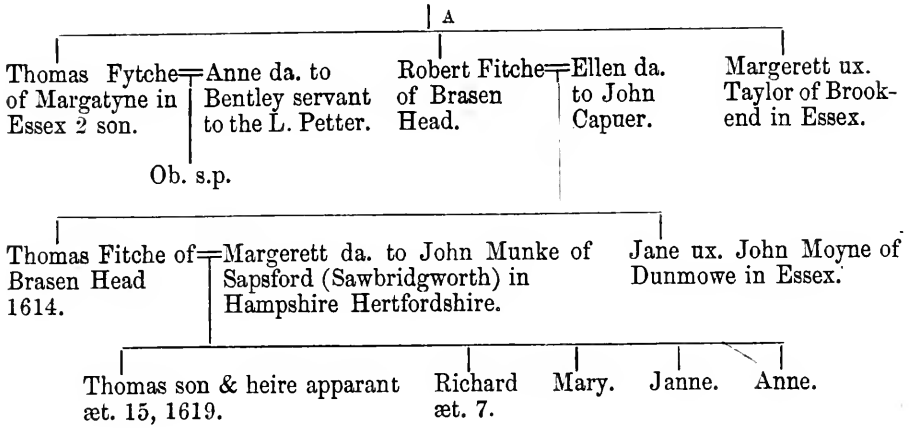 A
Thomas Fytche=Anne da. to
of Margatyne in Bentley servant
Essex 2 son. to the L. Petter.
Robert Fitche=Ellen da.
of Brasen to John
Head. Capuer.
Margerett ux.
Taylor of Brook-
end in Essex.
Ob. s.p.
Thomas Fitche of=Margerett da. to John Munke of
Brasen Head Sapsford (Sawbridgworth) in
1614. Hampshire Hertfordshire.
Jane ux. John Moyne of
Dunmowe in Essex.
Thomas son & heire apparant
æt. 15, 1619.
Richard
æt. 7.
Mary.
Janne.
Anne.